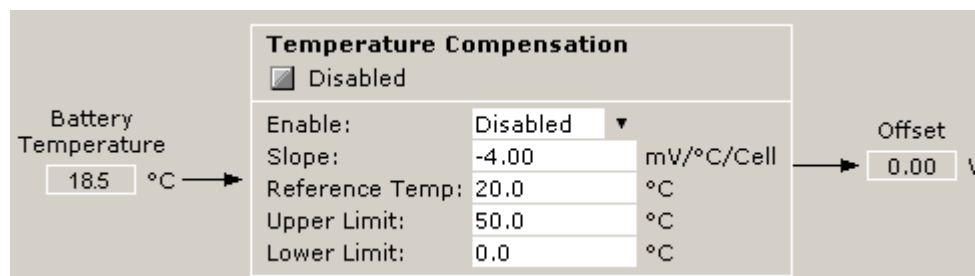 Temperature Compensation
Disabled
Battery
Temperature
18.5 °C
Enable: Disabled
Slope: -4.00 mV/°C/Cell
Reference Temp: 20.0 °C
Upper Limit: 50.0 °C
Lower Limit: 0.0 °C
Offset
0.00